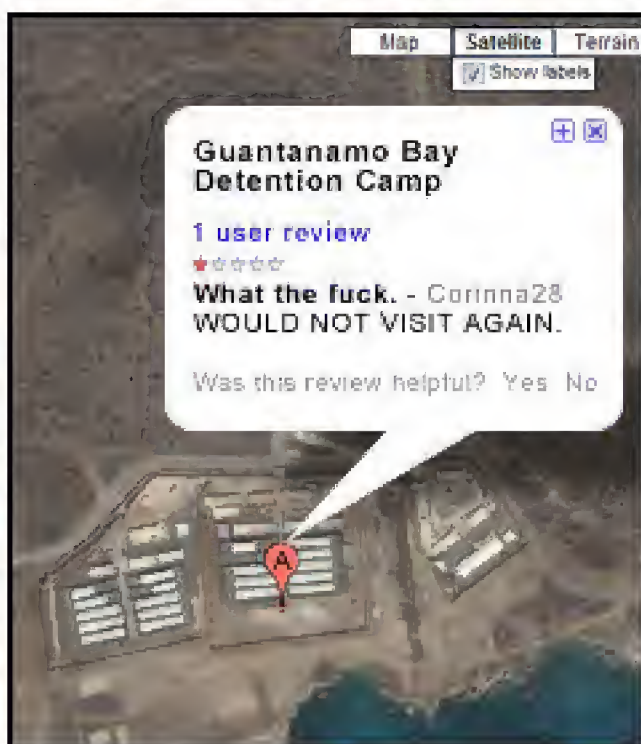 Map Satellite Terrain
Show labels
Guantanamo Bay
Detention Camp
1 user review
What the fuck. - Corinna28
WOULD NOT VISIT AGAIN.
Was this review helpful? Yes No
A